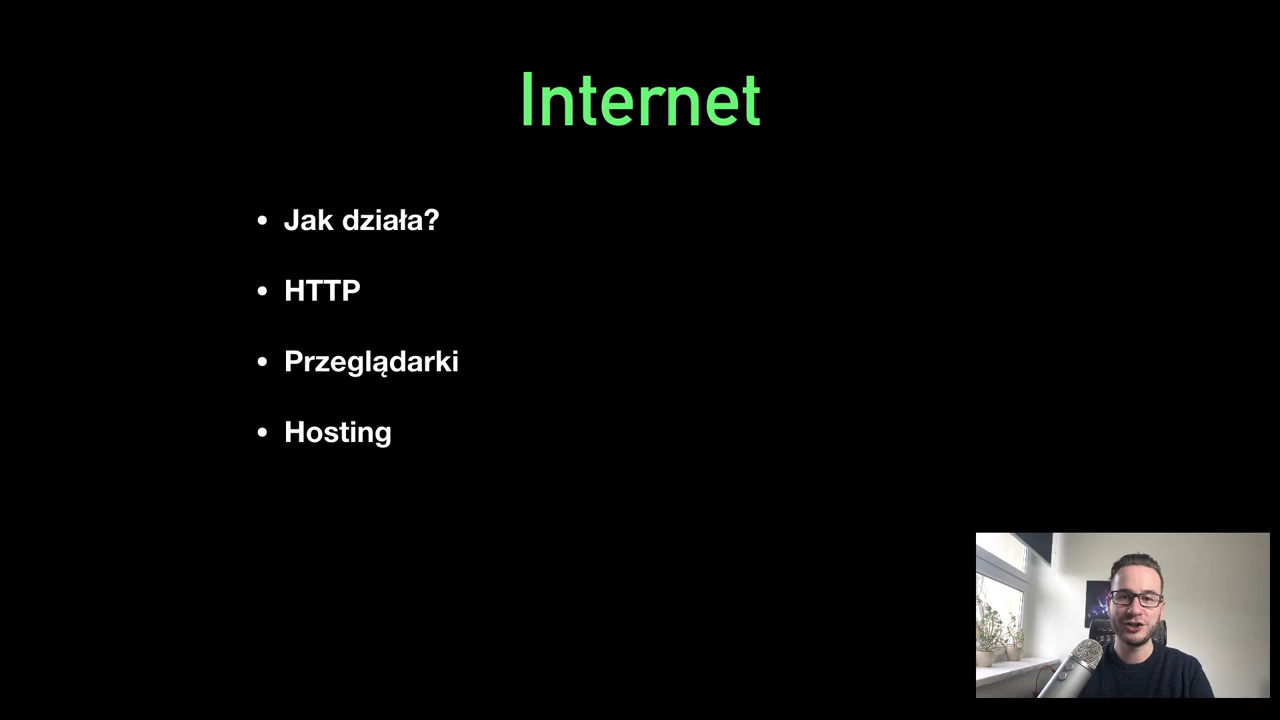 Internet
• Jak działa?
• HTTP
• Przeglądarki
• Hosting